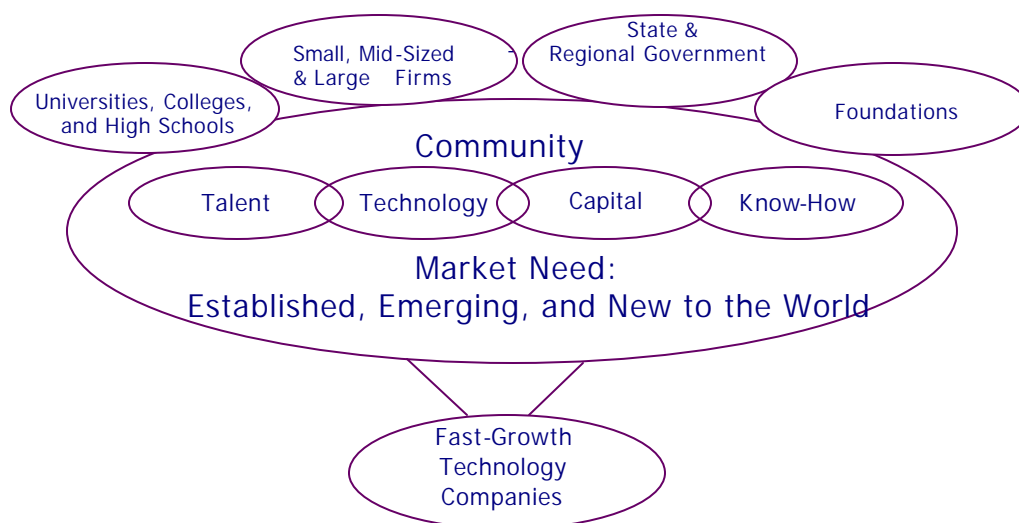 State &
Regional Government
Small, Mid-Sized
& Large Firms
Universities, Colleges,
and High Schools
Foundations
Community
Talent
Technology
Capital
Know-How
Market Need:
Established, Emerging, and New to the World
Fast-Growth
Technology
Companies